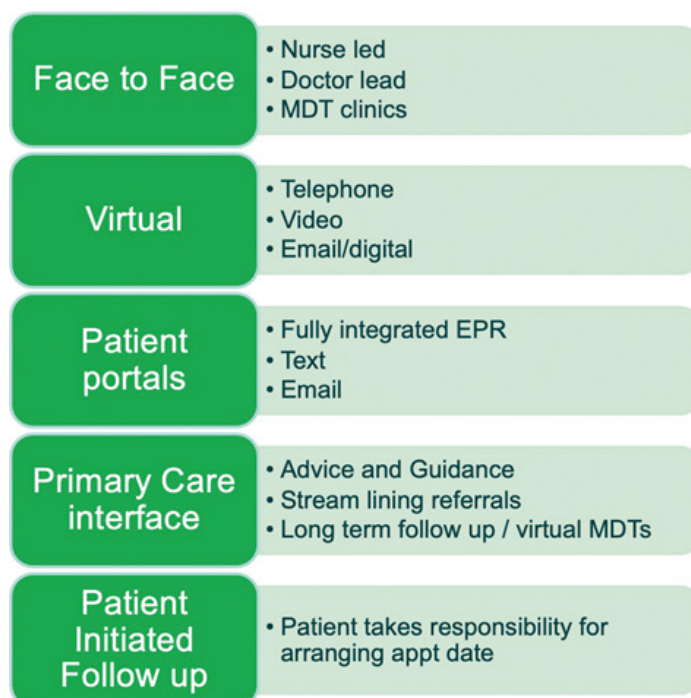 Face to Face
• Nurse led
• Doctor lead
• MDT clinics
Virtual
• Telephone
• Video
• Email/digital
Patient
portals
• Fully integrated EPR
• Text
• Email
Primary Care
interface
• Advice and Guidance
• Stream lining referrals
• Long term follow up / virtual MDTs
Patient
Initiated
Follow up
• Patient takes responsibility for
arranging appt date